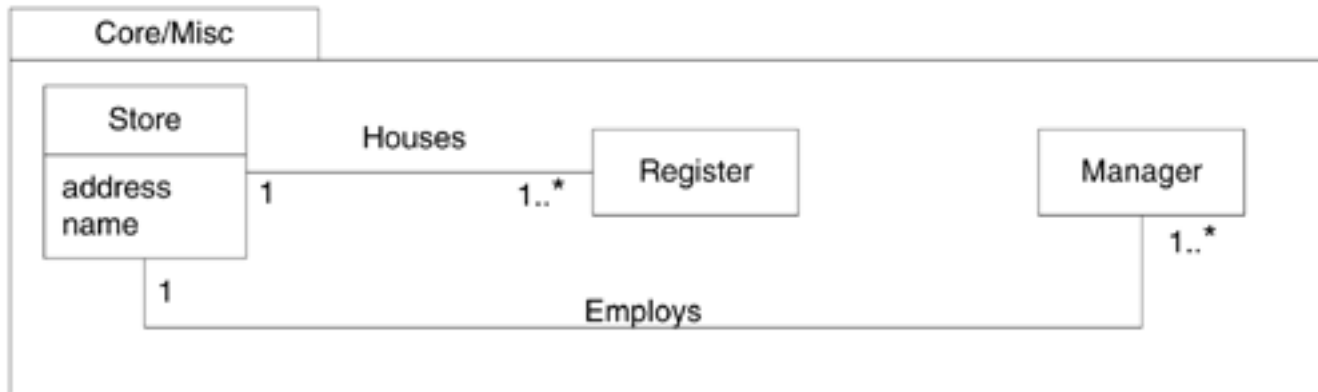 Core/Misc
Store
address
name
Houses
1
1..*
Register
Manager
1..*
1
Employs